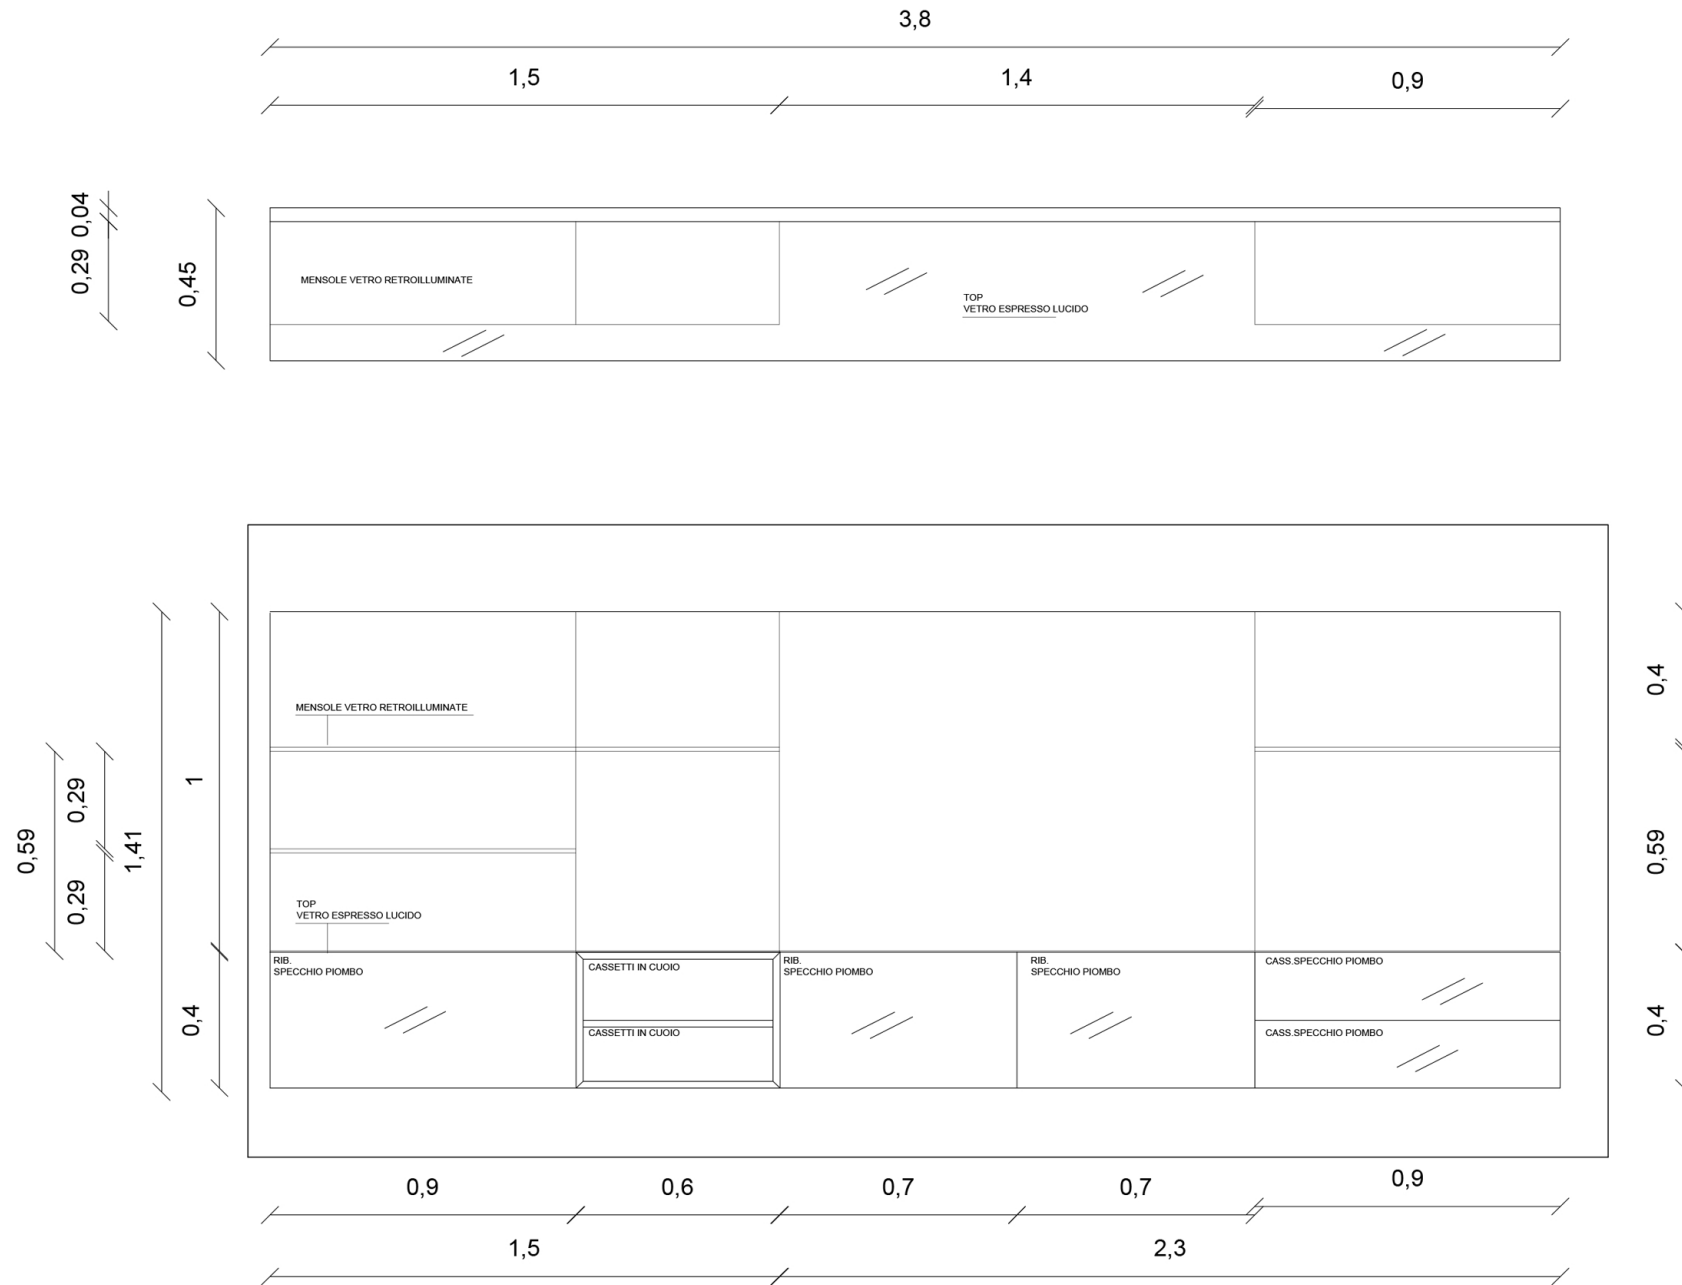 3,8
1,5
1,4
0,9
0,04
0,29
0,45
MENSOLE VETRO RETROILLUMINATE
TOP
VETRO ESPRESSO LUCIDO
MENSOLE VETRO RETROILLUMINATE
0,4
1
0,29
0,59
1,41
0,59
0,29
TOP
VETRO ESPRESSO LUCIDO
RIB.
SPECCHIO PIOMBO
CASSETTI IN CUOIO
RIB.
SPECCHIO PIOMBO
RIB.
SPECCHIO PIOMBO
CASS.SPECCHIO PIOMBO
0,4
CASSETTI IN CUOIO
CASS.SPECCHIO PIOMBO
0,4
0,9
0,6
0,7
0,7
0,9
1,5
2,3